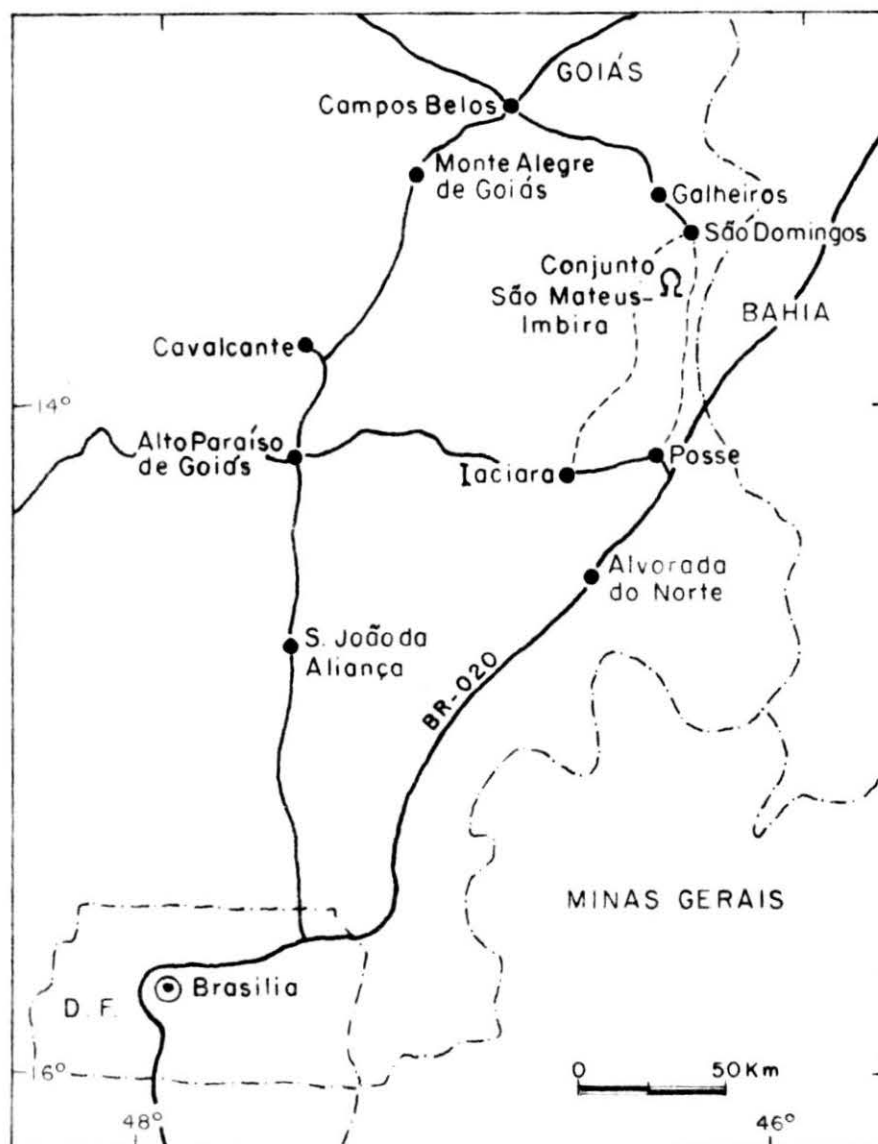 GOIÁS
Campos Belos
Monte Alegre
de Goiás
Galheiros
São Domingos
Conjunto
São Mateus-
Imbira
BAHIA
Cavalcante
14°
Alto Paraíso
de Goiás
Iaciara
Posse
Alvorada
do Norte
S. João da
Aliança
BR-020
MINAS GERAIS
Brasilia
D. F.
0 50 Km
16°
48°
46°